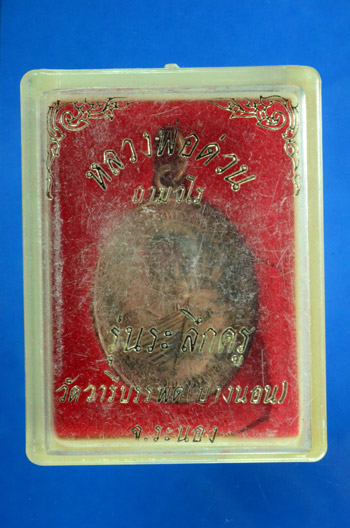 หลวงพ่อด่วน
ถามวโร
รุ่นระลึกครู
วัดวารีบรรพต(บางนอน)
จ.ระนอง